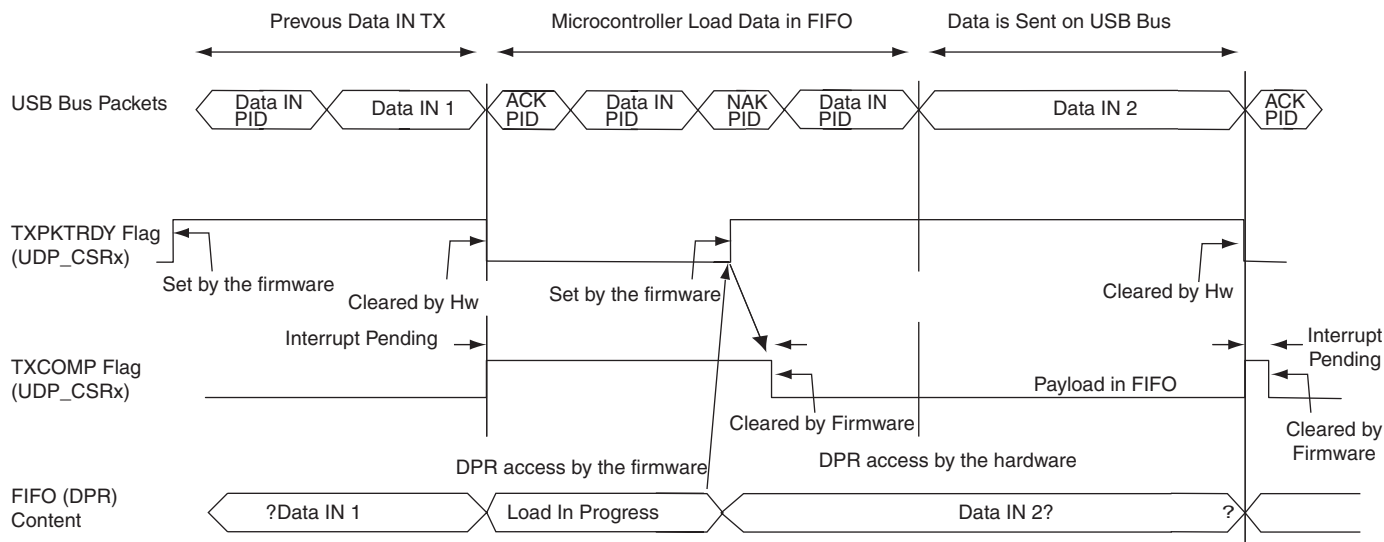 Prevous Data IN TX
Microcontroller Load Data in FIFO
Data is Sent on USB Bus
USB Bus Packets
Data IN
PID
Data IN 1
ACK
PID
Data IN
PID
NAK
PID
Data IN
PID
Data IN 2
ACK
PID
TXPKTRDY Flag
(UDP_CSRx)
Set by the firmware
Cleared by Hw
Set by the firmware
Cleared by Hw
Interrupt Pending
Interrupt
Pending
TXCOMP Flag
(UDP_CSRx)
Payload in FIFO
Cleared by Firmware
Cleared by
Firmware
DPR access by the firmware
DPR access by the hardware
FIFO (DPR)
Content
?Data IN 1
Load In Progress
Data IN 2?
?